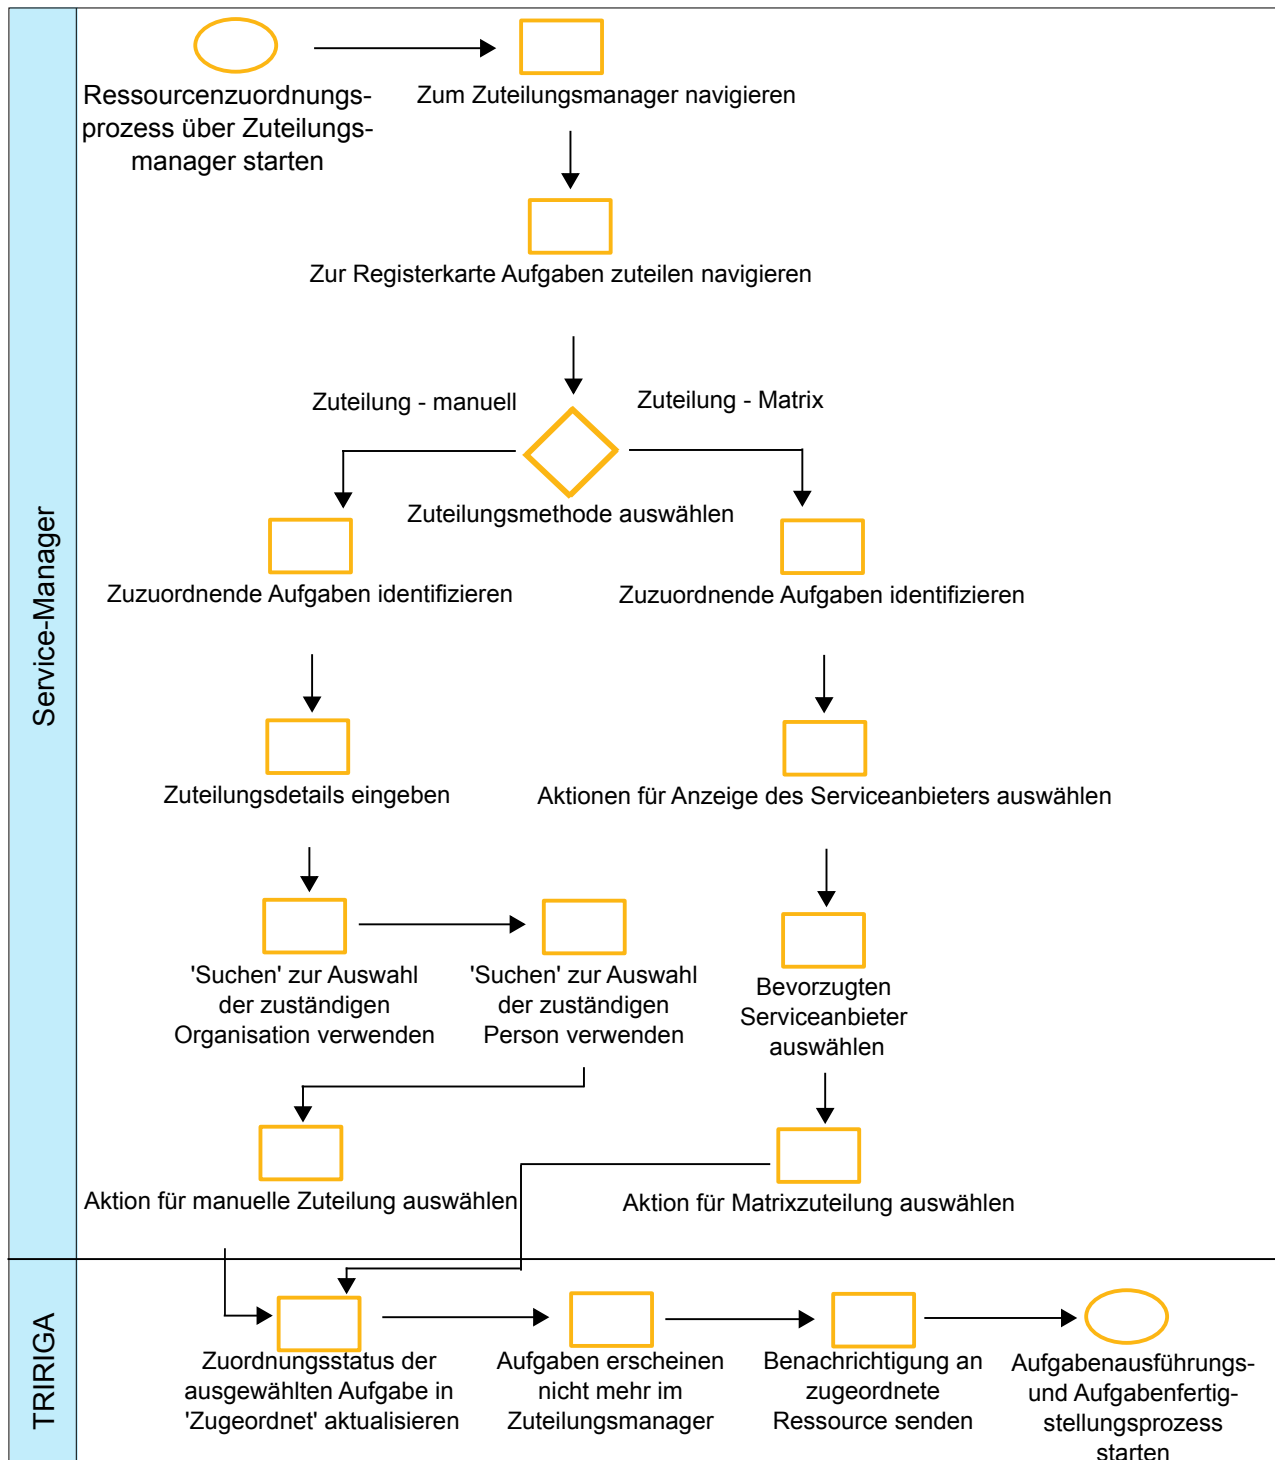 Service-Manager
Ressourcenzuordnungs-
prozess über Zuteilungs-
manager starten
Zum Zuteilungsmanager navigieren
Zur Registerkarte Aufgaben zuteilen navigieren
Zuteilung - manuell
Zuteilung - Matrix
Zuteilungsmethode auswählen
Zuzuordnende Aufgaben identifizieren
Zuzuordnende Aufgaben identifizieren
Zuteilungsdetails eingeben
Aktionen für Anzeige des Serviceanbieters auswählen
'Suchen' zur Auswahl
der zuständigen
Organisation verwenden
'Suchen' zur Auswahl
der zuständigen
Person verwenden
Bevorzugten
Serviceanbieter
auswählen
Aktion für manuelle Zuteilung auswählen
Aktion für Matrixzuteilung auswählen
TRIRIGA
Zuordnungsstatus der
ausgewählten Aufgabe in
'Zugeordnet' aktualisieren
Aufgaben erscheinen
nicht mehr im
Zuteilungsmanager
Benachrichtigung an
zugeordnete
Ressource senden
Aufgabenausführungs-
und Aufgabenfertig-
stellungsprozess
starten